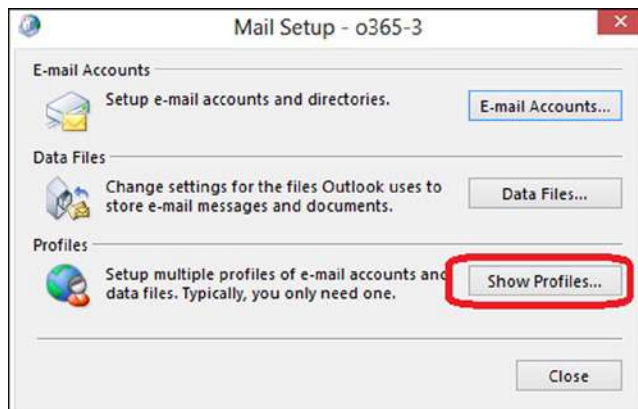 Mail Setup - o365-3
E-mail Accounts
Setup e-mail accounts and directories.
E-mail Accounts...
Data Files
Change settings for the files Outlook uses to
store e-mail messages and documents.
Data Files...
Profiles
Setup multiple profiles of e-mail accounts and
data files. Typically, you only need one.
Show Profiles...
Close